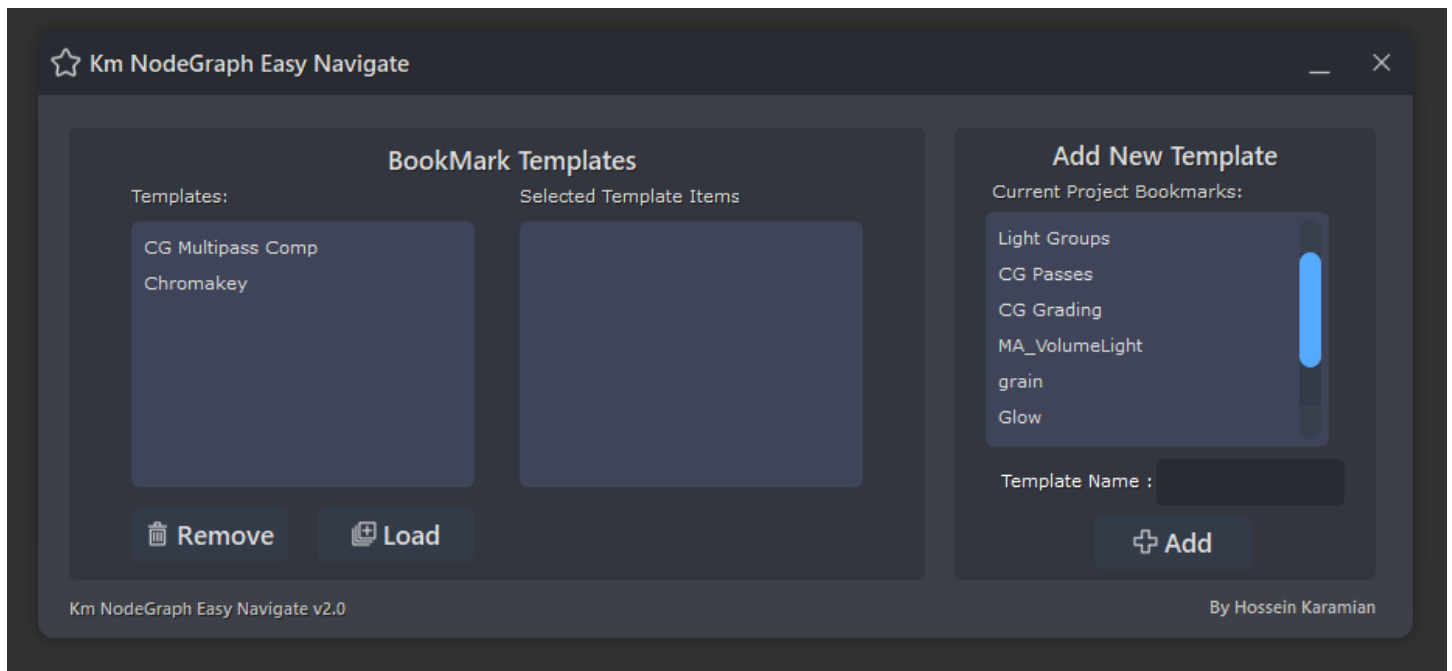 Km NodeGraph Easy Navigate
BookMark Templates
Templates:
Selected Template Items
CG Multipass Comp
Chromakey
Remove
Load
Add New Template
Current Project Bookmarks:
Light Groups
CG Passes
CG Grading
MA_VolumeLight
grain
Glow
Template Name :
Add
Km NodeGraph Easy Navigate v2.0
By Hossein Karamian